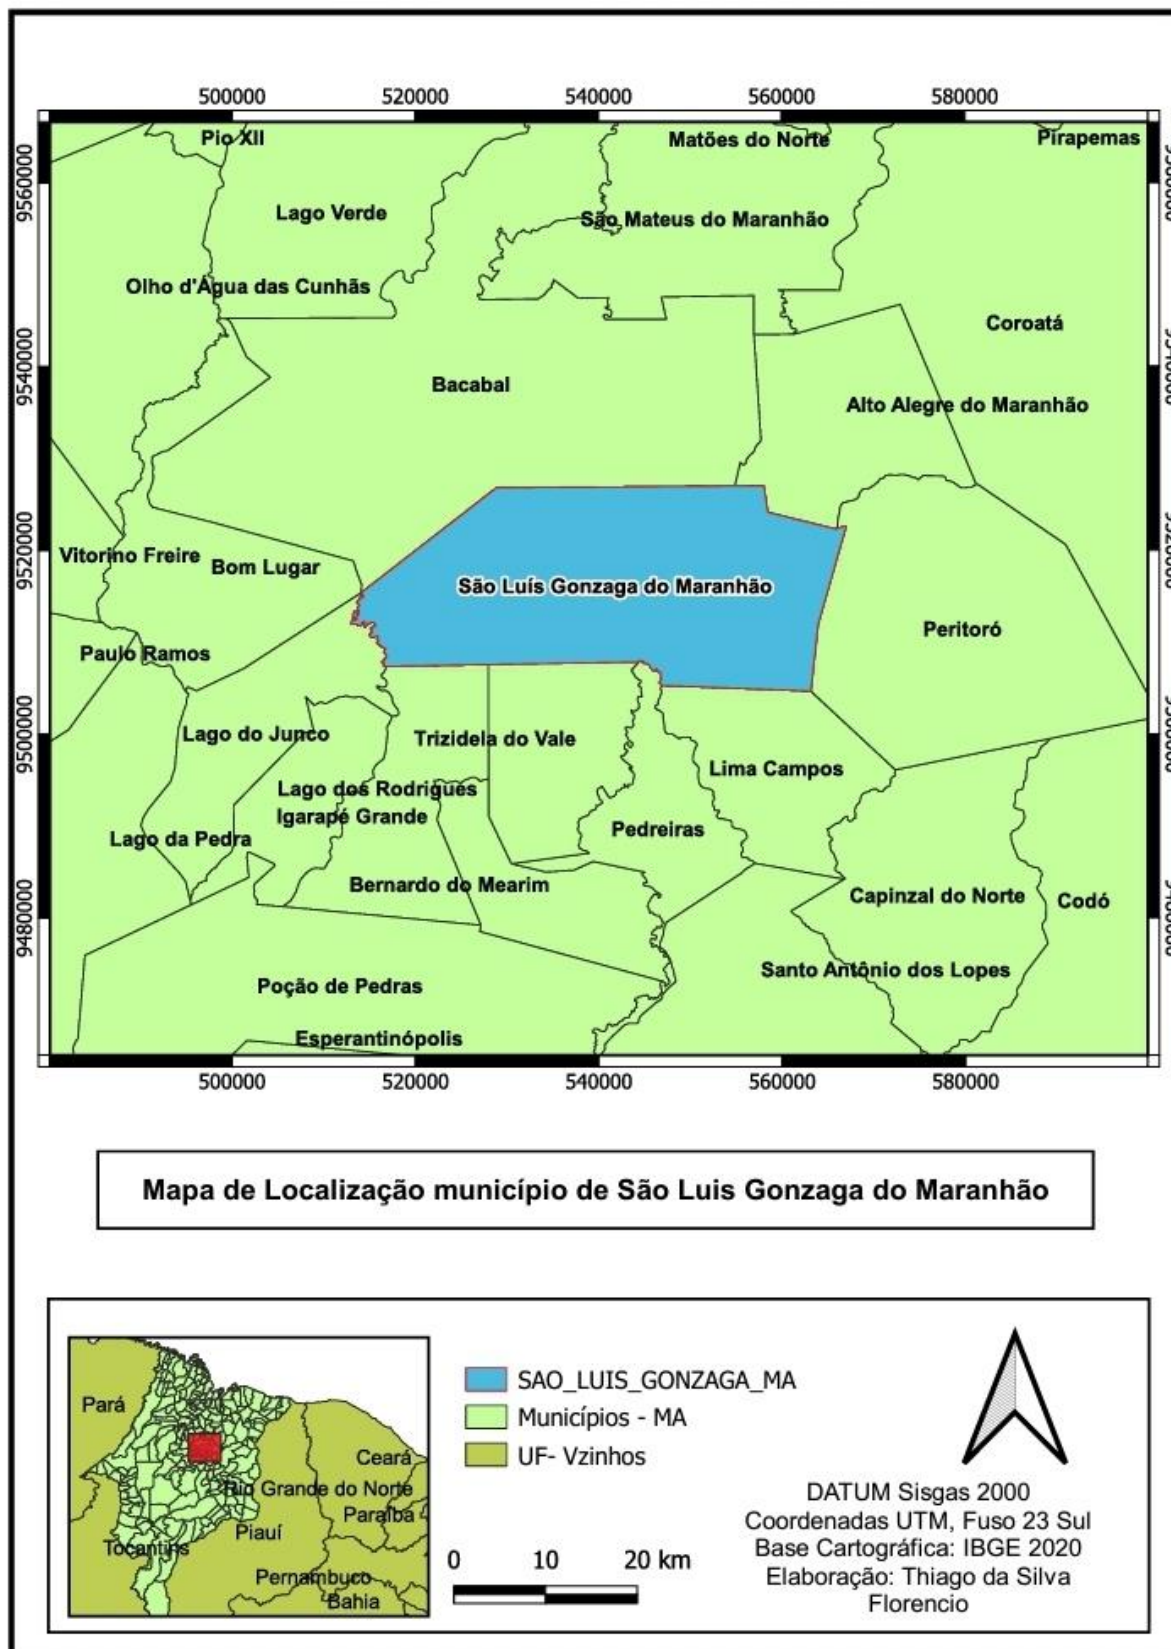 500000 520000 540000 560000 580000
Pio XII
Matões do Norte
Pirapemas
9560000
Lago Verde
São Mateus do Maranhão
Olho d'Água das Cunhãs
Coroatá
9540000
Bacabal
Alto Alegre do Maranhão
9520000
Vitorino Freire
Bom Lugar
São Luís Gonzaga do Maranhão
Peritoró
Paulo Ramos
9500000
Lago do Junco
Trizidela do Vale
Lima Campos
Lago dos Rodrigues
Igarapé Grande
Pedreiras
Lago da Pedra
Bernardo do Mearim
Capinzal do Norte
Codó
9480000
Santo Antônio dos Lopes
Poção de Pedras
Esperantinópolis
500000 520000 540000 560000 580000
Mapa de Localização município de São Luis Gonzaga do Maranhão
Pará
Ceará
Rio Grande do Norte
Paraíba
Piauí
Tocantins
Pernambuco
Bahia
SAO_LUIS_GONZAGA_MA
Municípios - MA
UF- Vzinhos
0 10 20 km
DATUM Sisgas 2000
Coordenadas UTM, Fuso 23 Sul
Base Cartográfica: IBGE 2020
Elaboração: Thiago da Silva
Florencio